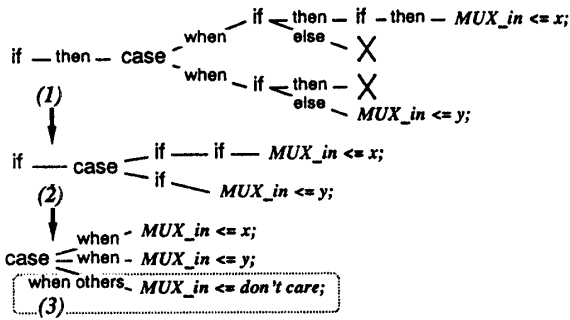 if then if then MUX_in <= x;
when else X
if then case
when if then X
(1) else MUX_in <= y;
if case if if MUX_in <= x;
(2) if MUX_in <= y;
when MUX_in <= x;
case when MUX_in <= y;
when others MUX_in <= don't care;
(3)